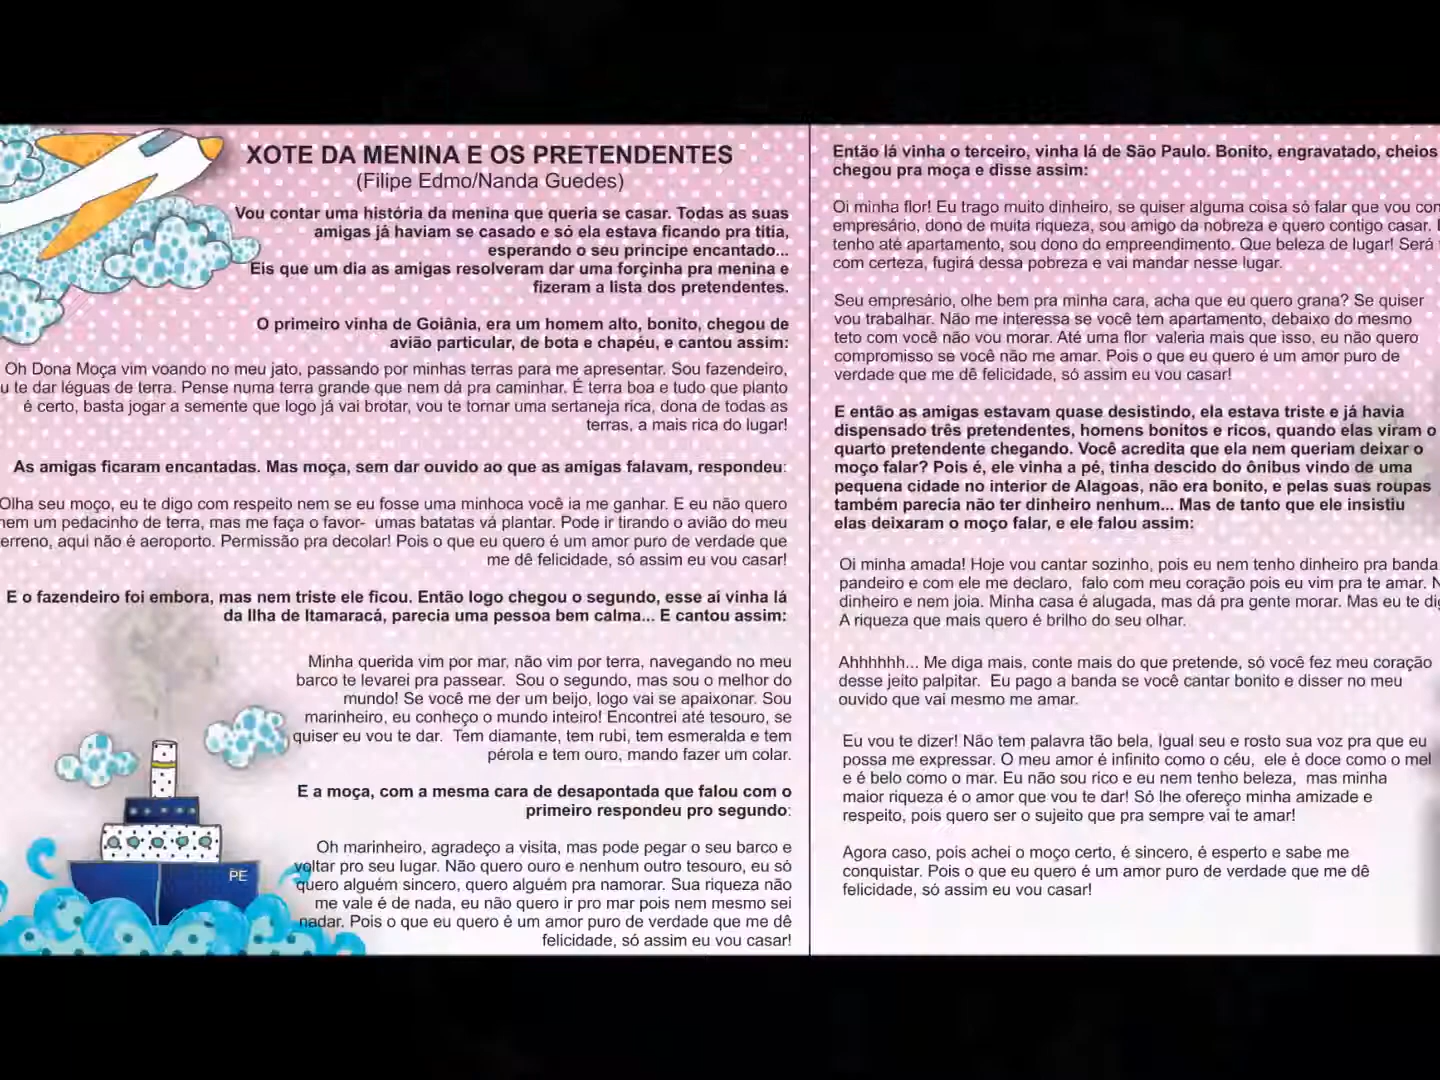 XOTE DA MENINA E OS PRETENDENTES
(Filipe Edmo/Nanda Guedes)
Vou contar uma história da menina que queria se casar. Todas as suas
amigas já haviam se casado e só ela estava ficando pra titia,
esperando o seu principe encantado...
Eis que um dia as amigas resolveram dar uma forçinha pra menina e
fizeram a lista dos pretendentes.
O primeiro vinha de Goiânia, era um homem alto, bonito, chegou de
avião particular, de bota e chapéu, e cantou assim:
Oh Dona Moça vim voando no meu jato, passando por minhas terras para me apresentar. Sou fazendeiro,
u te dar léguas de terra. Pense numa terra grande que nem dá pra caminhar. É terra boa e tudo que planto
é certo, basta jogar a semente que logo já vai brotar, vou te tornar uma sertaneja rica, dona de todas as
terras, a mais rica do lugar!
As amigas ficaram encantadas. Mas moça, sem dar ouvido ao que as amigas falavam, respondeu:
Olha seu moço, eu te digo com respeito nem se eu fosse uma minhoca você ia me ganhar. E eu não quero
nem um pedacinho de terra, mas me faça o favor- umas batatas vá plantar. Pode ir tirando o avião do meu
erreno, aqui não é aeroporto. Permissão pra decolar! Pois o que eu quero é um amor puro de verdade que
me dê felicidade, só assim eu vou casar!
E o fazendeiro foi embora, mas nem triste ele ficou. Então logo chegou o segundo, esse aí vinha lá
da Ilha de Itamaracá, parecia uma pessoa bem calma... E cantou assim:
Minha querida vim por mar, não vim por terra, navegando no meu
barco te levarei pra passear. Sou o segundo, mas sou o melhor do
mundo! Se você me der um beijo, logo vai se apaixonar. Sou
marinheiro, eu conheço o mundo inteiro! Encontrei até tesouro, se
quiser eu vou te dar. Tem diamante, tem rubi, tem esmeralda e tem
pérola e tem ouro, mando fazer um colar.
E a moça, com a mesma cara de desapontada que falou com o
primeiro respondeu pro segundo:
Oh marinheiro, agradeço a visita, mas pode pegar o seu barco e
voltar pro seu lugar. Não quero ouro e nenhum outro tesouro, eu só
quero alguém sincero, quero alguém pra namorar. Sua riqueza não
me vale é de nada, eu não quero ir pro mar pois nem mesmo sei
nadar. Pois o que eu quero é um amor puro de verdade que me dê
felicidade, só assim eu vou casar!
PE
Então lá vinha o terceiro, vinha lá de São Paulo. Bonito, engravatado, cheios
chegou pra moça e disse assim:
Oi minha flor! Eu trago muito dinheiro, se quiser alguma coisa só falar que vou com
empresário, dono de muita riqueza, sou amigo da nobreza e quero contigo casar.
tenho até apartamento, sou dono do empreendimento. Que beleza de lugar! Será
com certeza, fugirá dessa pobreza e vai mandar nesse lugar.
Seu empresário, olhe bem pra minha cara, acha que eu quero grana? Se quiser
vou trabalhar. Não me interessa se você tem apartamento, debaixo do mesmo
teto com você não vou morar. Até uma flor valeria mais que isso, eu não quero
compromisso se você não me amar. Pois o que eu quero é um amor puro de
verdade que me dê felicidade, só assim eu vou casar!
E então as amigas estavam quase desistindo, ela estava triste e já havia
dispensado três pretendentes, homens bonitos e ricos, quando elas viram o
quarto pretendente chegando. Você acredita que ela nem queriam deixar o
moço falar? Pois é, ele vinha a pé, tinha descido do ônibus vindo de uma
pequena cidade no interior de Alagoas, não era bonito, e pelas suas roupas
também parecia não ter dinheiro nenhum... Mas de tanto que ele insistiu
elas deixaram o moço falar, e ele falou assim:
Oi minha amada! Hoje vou cantar sozinho, pois eu nem tenho dinheiro pra banda
pandeiro e com ele me declaro, falo com meu coração pois eu vim pra te amar. N
dinheiro e nem joia. Minha casa é alugada, mas dá pra gente morar. Mas eu te dig
A riqueza que mais quero é brilho do seu olhar.
Ahhhhhh... Me diga mais, conte mais do que pretende, só você fez meu coração
desse jeito palpitar. Eu pago a banda se você cantar bonito e disser no meu
ouvido que vai mesmo me amar.
Eu vou te dizer! Não tem palavra tão bela, Igual seu e rosto sua voz pra que eu
possa me expressar. O meu amor é infinito como o céu, ele é doce como o mel
e é belo como o mar. Eu não sou rico e eu nem tenho beleza, mas minha
maior riqueza é o amor que vou te dar! Só lhe ofereço minha amizade e
respeito, pois quero ser o sujeito que pra sempre vai te amar!
Agora caso, pois achei o moço certo, é sincero, é esperto e sabe me
conquistar. Pois o que eu quero é um amor puro de verdade que me dê
felicidade, só assim eu vou casar!